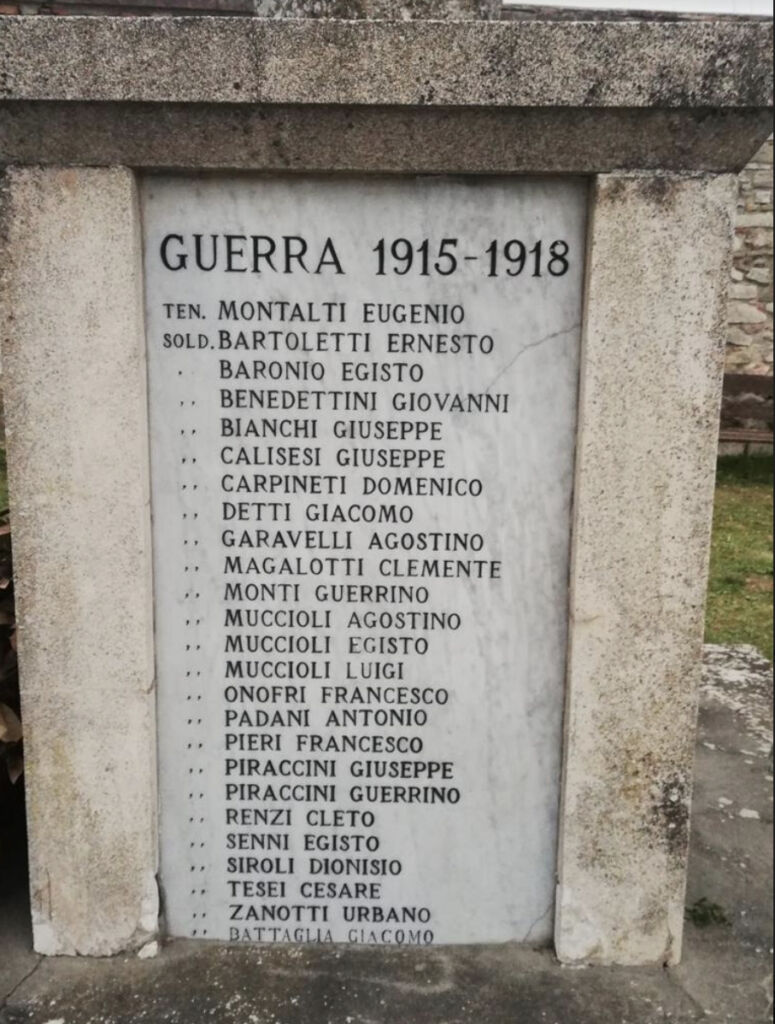 GUERRA 1915-1918
TEN. MONTALTI EUGENIO
SOLD. BARTOLETTI ERNESTO
" BARONIO EGISTO
" BENEDETTINI GIOVANNI
" BIANCHI GIUSEPPE
" CALISESI GIUSEPPE
" CARPINETI DOMENICO
" DETTI GIACOMO
" GARAVELLI AGOSTINO
" MAGALOTTI CLEMENTE
" MONTI GUERRINO
" MUCCIOLI AGOSTINO
" MUCCIOLI EGISTO
" MUCCIOLI LUIGI
" ONOFRI FRANCESCO
" PADANI ANTONIO
" PIERI FRANCESCO
" PIRACCINI GIUSEPPE
" PIRACCINI GUERRINO
" RENZI CLETO
" SENNI EGISTO
" SIROLI DIONISIO
" TESEI CESARE
" ZANOTTI URBANO
" BATTAGLIA GIACOMO